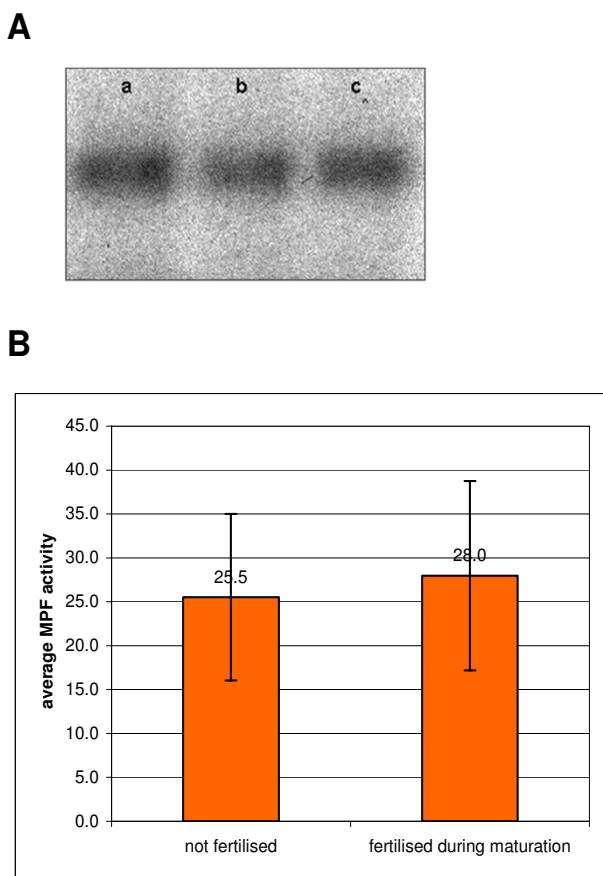 A
a b c
B
45.0
40.0
35.0
30.0
25.0
20.0
15.0
10.0
5.0
0.0
average MPF activity
25.5
28.0
not fertilised fertilised during maturation